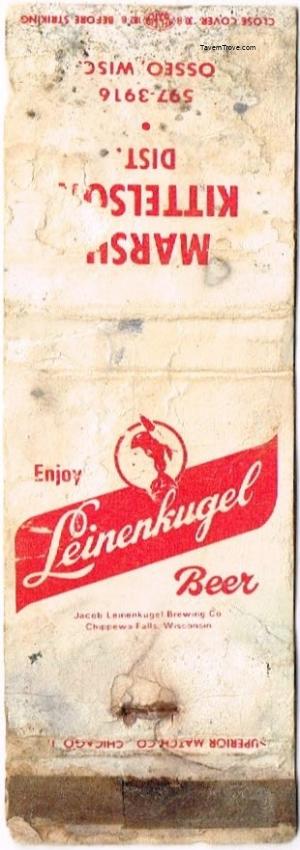 TavernTrove.com
CLOSE COVER BEFORE STRIKING
OSSEO, WISC.
597-3916
DIST.
KITTELSO
MARSH
Enjoy
Leinenkugel
Beer
Jacob Leinenkugel Brewing Co
Chippewa Falls, Wisconsin
SUPERIOR MATCH CO. CHICAGO